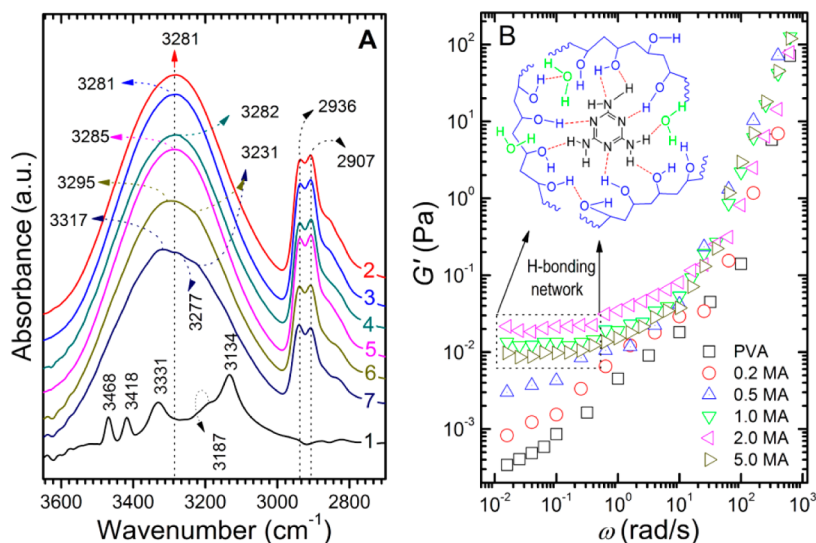 A
3281
3281
2936
3282
3285
2907
3231
3295
3317
2
3
4
5
3277
6
7
3468
3418
3331
3134
1
3187
3600
3400
3200
3000
2800
Absorbance (a.u.)
Wavenumber (cm⁻¹)
B
H-bonding
network
PVA
0.2 MA
0.5 MA
1.0 MA
2.0 MA
5.0 MA
10²
10¹
10⁰
10⁻¹
10⁻²
10⁻³
G' (Pa)
10⁻²
10⁻¹
10⁰
10¹
10²
10³
ω (rad/s)